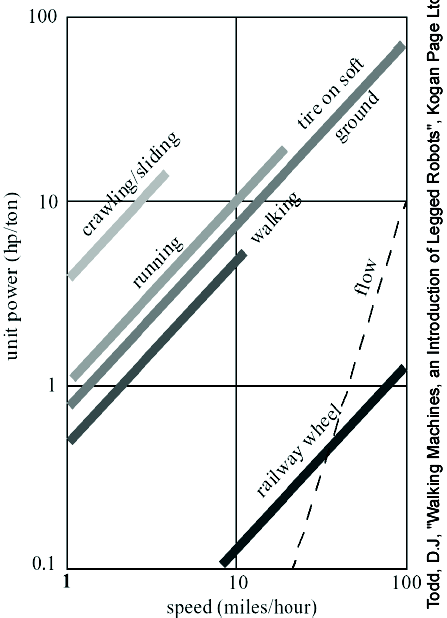 100
10
1
0.1
unit power (hp/ton)
crawling/sliding
running
walking
tire on soft
ground
flow
railway wheel
1
10
100
speed (miles/hour)
Todd, D.J, "Walking Machines, an Introduction of Legged Robots", Kogan Page Ltd